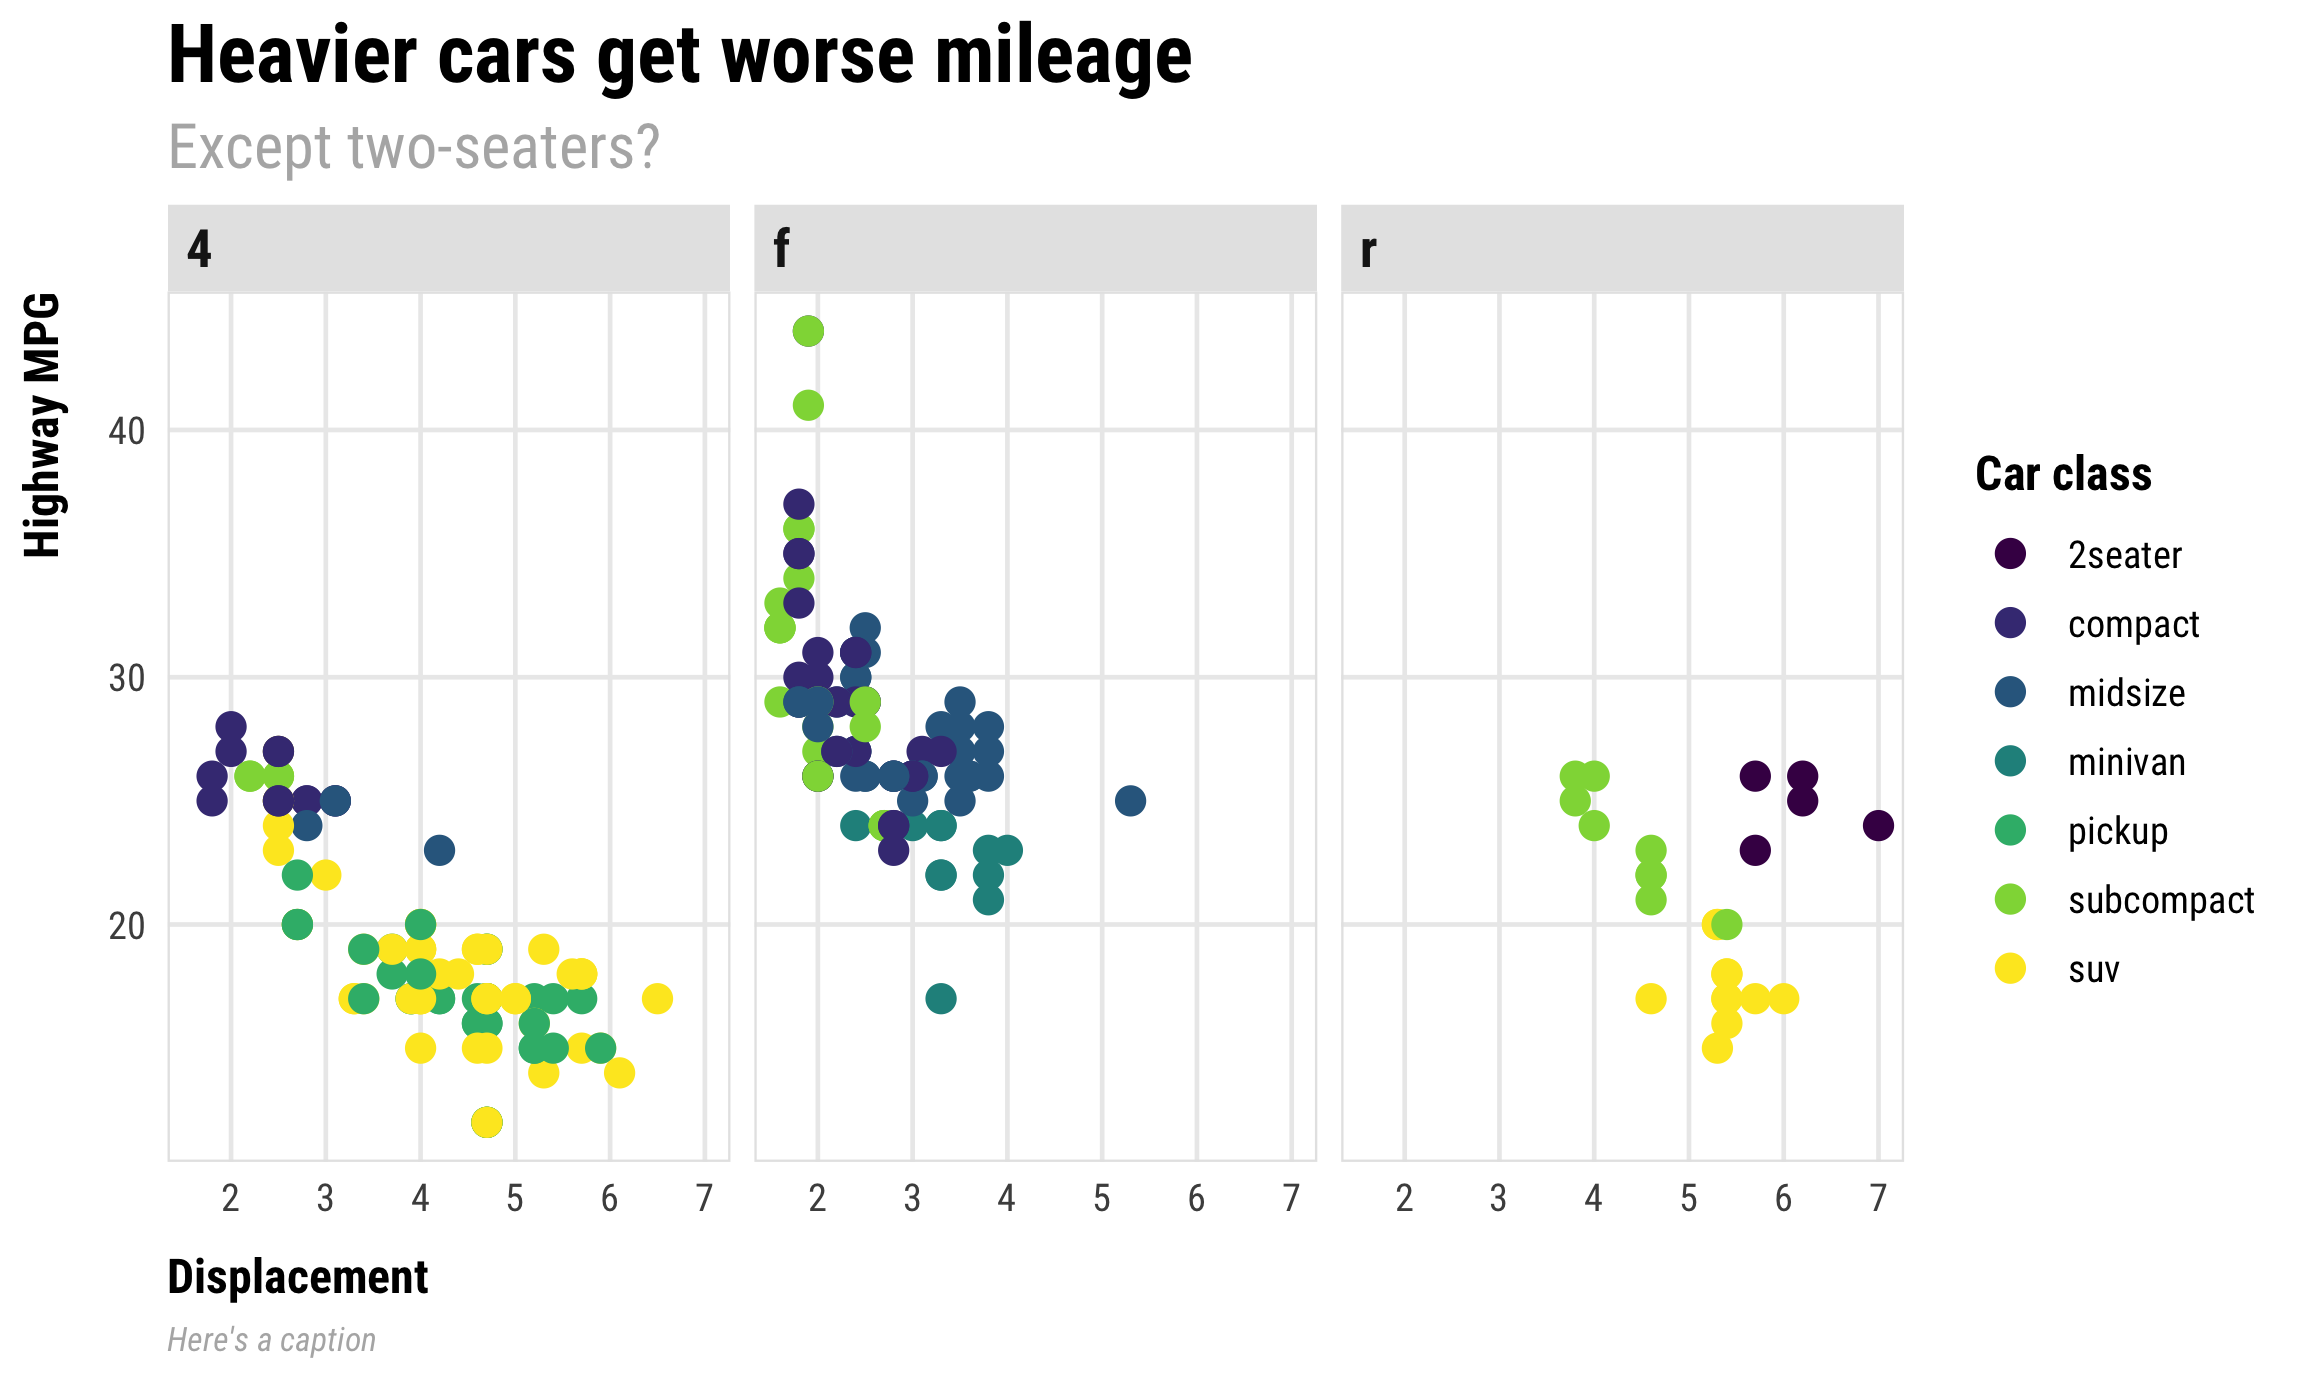 Heavier cars get worse mileage
Except two-seaters?
4
f
r
Highway MPG
40
30
20
2 3 4 5 6 7
2 3 4 5 6 7
2 3 4 5 6 7
Displacement
Here's a caption
Car class
2seater
compact
midsize
minivan
pickup
subcompact
suv